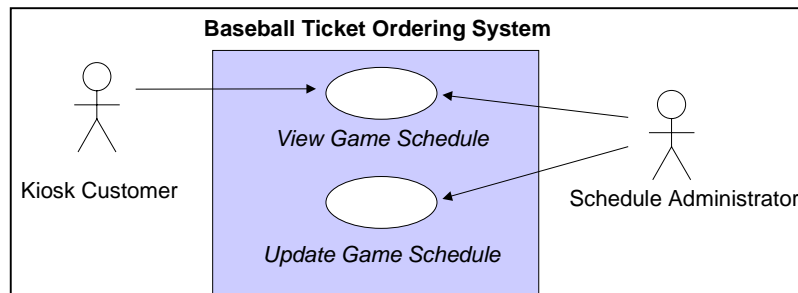 Baseball Ticket Ordering System
View Game Schedule
Kiosk Customer
Schedule Administrator
Update Game Schedule